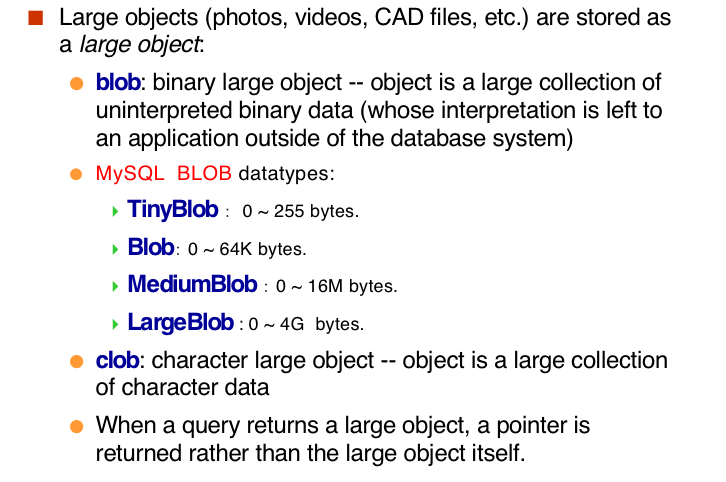 Large objects (photos, videos, CAD files, etc.) are stored as
a large object:
blob: binary large object -- object is a large collection of
uninterpreted binary data (whose interpretation is left to
an application outside of the database system)
MySQL BLOB datatypes:
TinyBlob : 0 ~ 255 bytes.
Blob: 0 ~ 64K bytes.
MediumBlob : 0 ~ 16M bytes.
LargeBlob : 0 ~ 4G bytes.
clob: character large object -- object is a large collection
of character data
When a query returns a large object, a pointer is
returned rather than the large object itself.